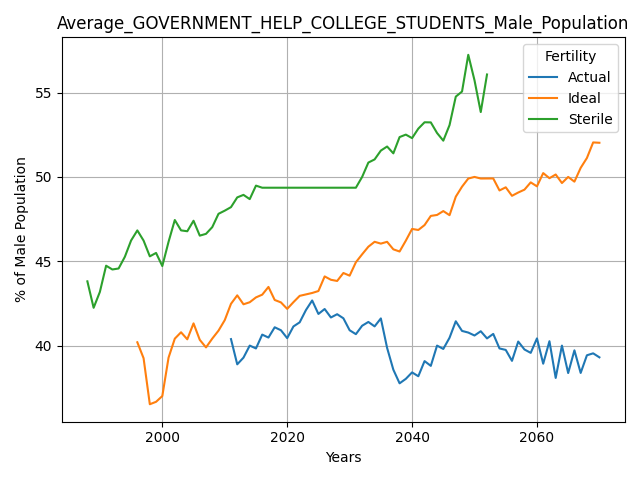 Average_GOVERNMENT_HELP_COLLEGE_STUDENTS_Male_Population
Fertility
Actual
Ideal
Sterile
% of Male Population
55
50
45
40
2000
2020
2040
2060
Years